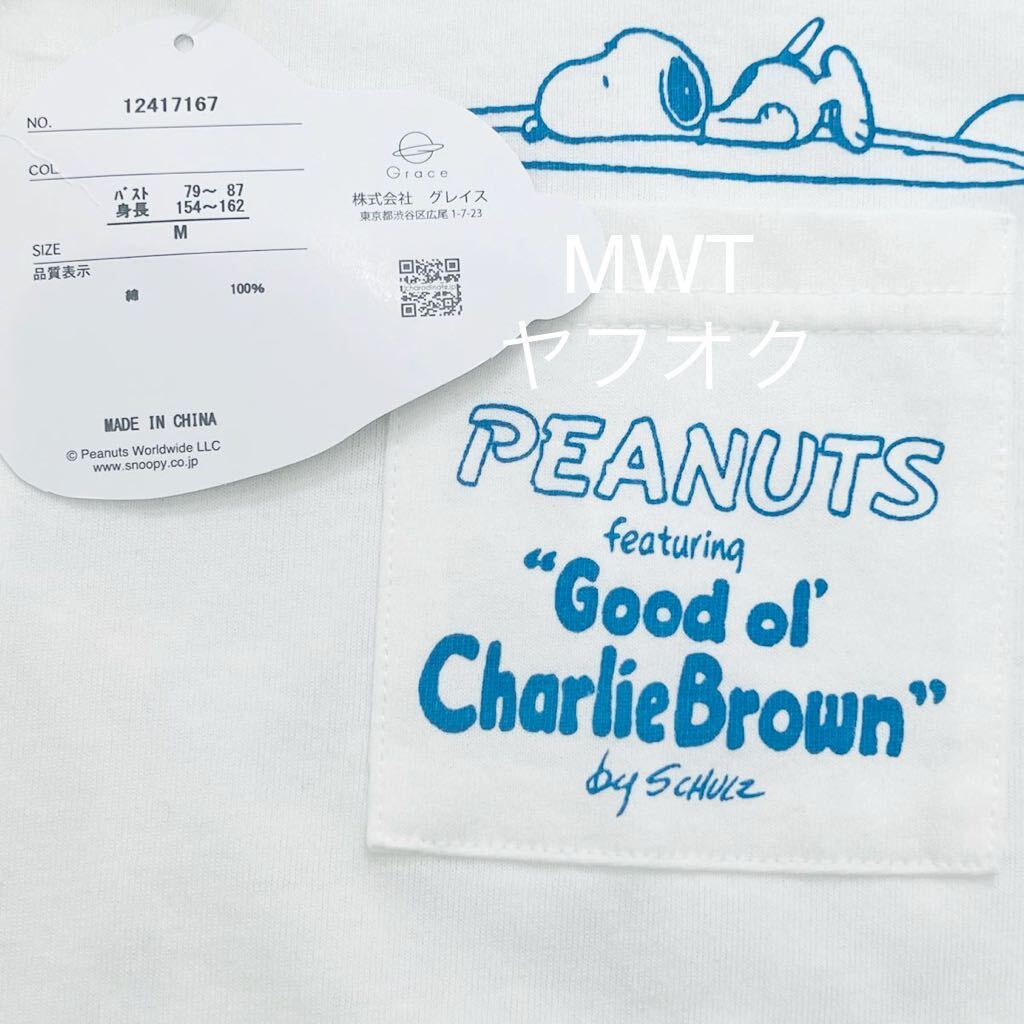 NO. 12417167
COL
バスト 79～ 87
身長 154～162
SIZE M
品質表示
綿 100%
MADE IN CHINA
© Peanuts Worldwide LLC
www.snoopy.co.jp
Grace
株式会社 グレイス
東京都渋谷区広尾 1-7-23
MWT
ヤフオク
PEANUTS
featuring
“Good ol’
Charlie Brown”
by SCHULZ